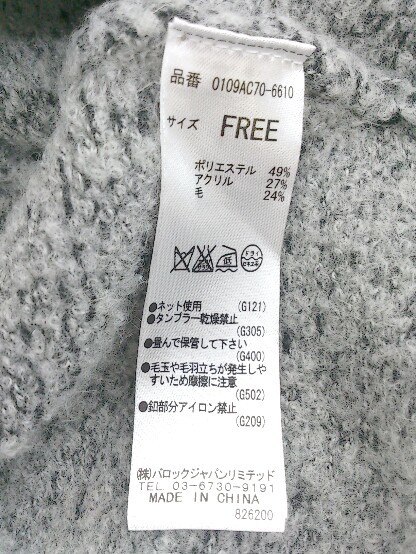 品番 0109AC70-6610
サイズ FREE
ポリエステル 49%
アクリル 27%
毛 24%
低 ドライ
●ネット使用 (G121)
●タンブラー乾燥禁止
(G305)
●畳んで保管して下さい
(G400)
●毛玉や毛羽立ちが発生しや
すいため摩擦に注意
(G502)
●釦部分アイロン禁止
(G209)
(株)バロックジャパンリミテッド
TEL 03-6730-9191
MADE IN CHINA
826200